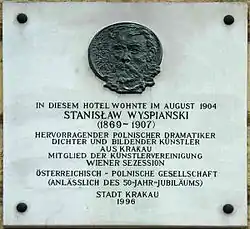 IN DIESEM HOTEL WOHNTE IM AUGUST 1904
STANISŁAW WYSPIAŃSKI
(1869-1907)
HERVORRAGENDER POLNISCHER DRAMATIKER
DICHTER UND BILDENDER KÜNSTLER
AUS KRAKAU
MITGLIED DER KÜNSTLERVEREINIGUNG
WIENER SEZESSION
ÖSTERREICHISCH - POLNISCHE GESELLSCHAFT
(ANLÄSSLICH DES 50-JAHR-JUBILÄUMS)
STADT KRAKAU
1996